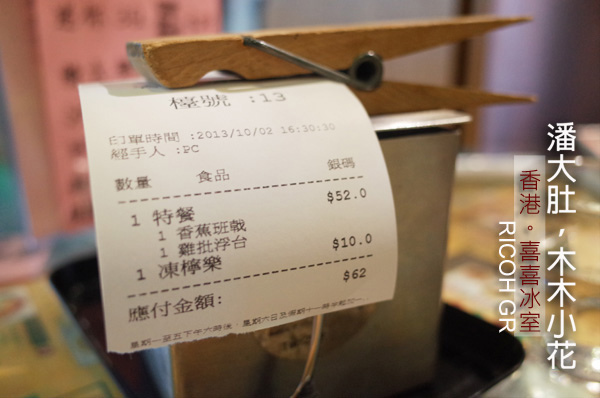 檯號 :13
印單時間 :2013/10/02 16:30:30
經手人 :PC
數量 食品 銀碼
1 特餐 $52.0
1 香蕉班戟
1 雞批浮台
1 凍檸樂 $10.0
應付金額: $62
潘大肚，木木小花
香港。喜喜冰室
RICOH GR